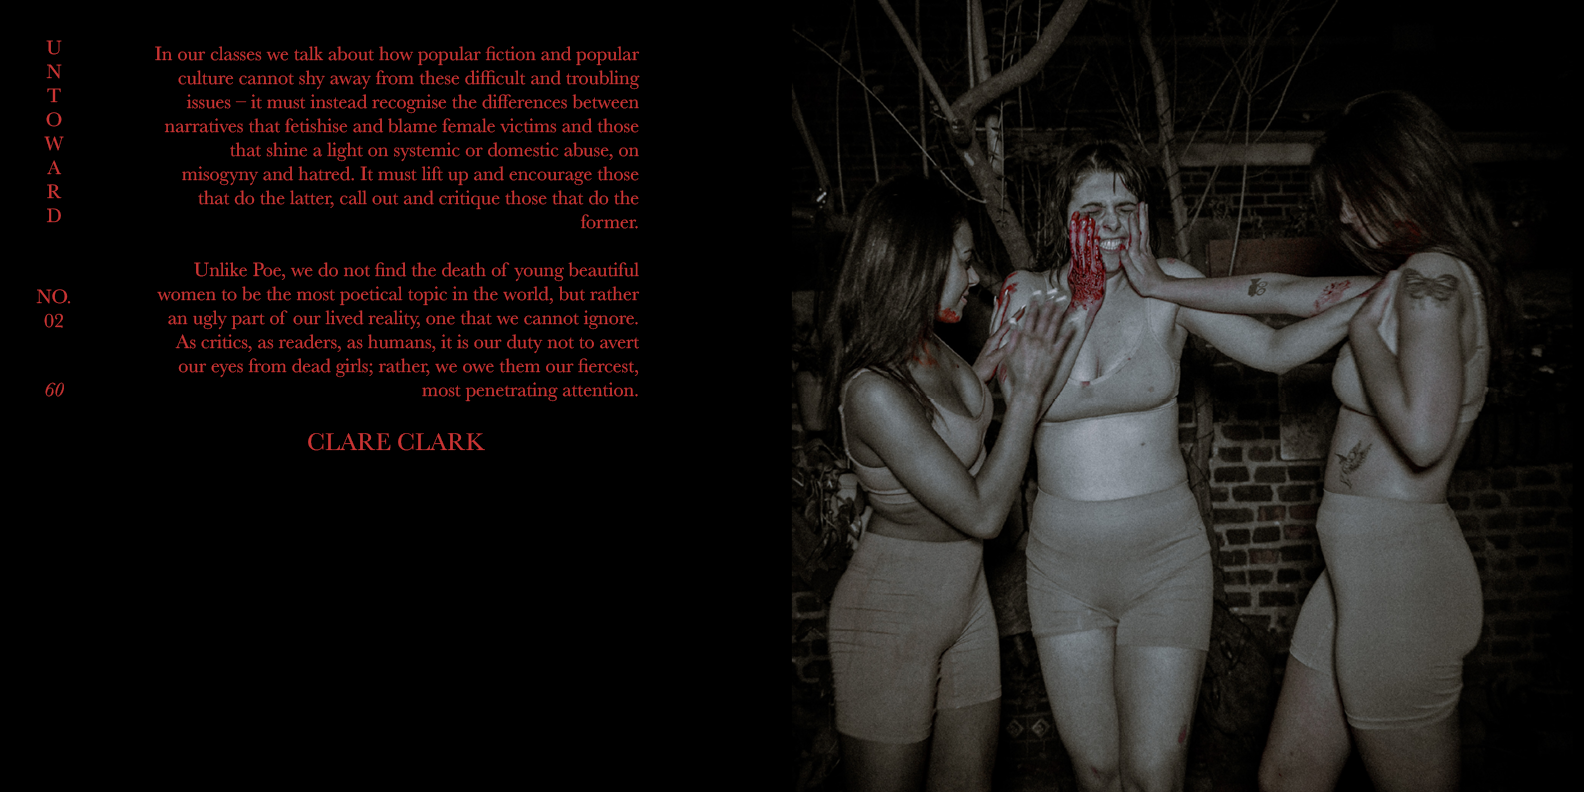 U
N
T
O
W
A
R
D
NO.
02
60
In our classes we talk about how popular fiction and popular
culture cannot shy away from these difficult and troubling
issues – it must instead recognise the differences between
narratives that fetishise and blame female victims and those
that shine a light on systemic or domestic abuse, on
misogyny and hatred. It must lift up and encourage those
that do the latter, call out and critique those that do the
former.
Unlike Poe, we do not find the death of young beautiful
women to be the most poetical topic in the world, but rather
an ugly part of our lived reality, one that we cannot ignore.
As critics, as readers, as humans, it is our duty not to avert
our eyes from dead girls; rather, we owe them our fiercest,
most penetrating attention.
CLARE CLARK